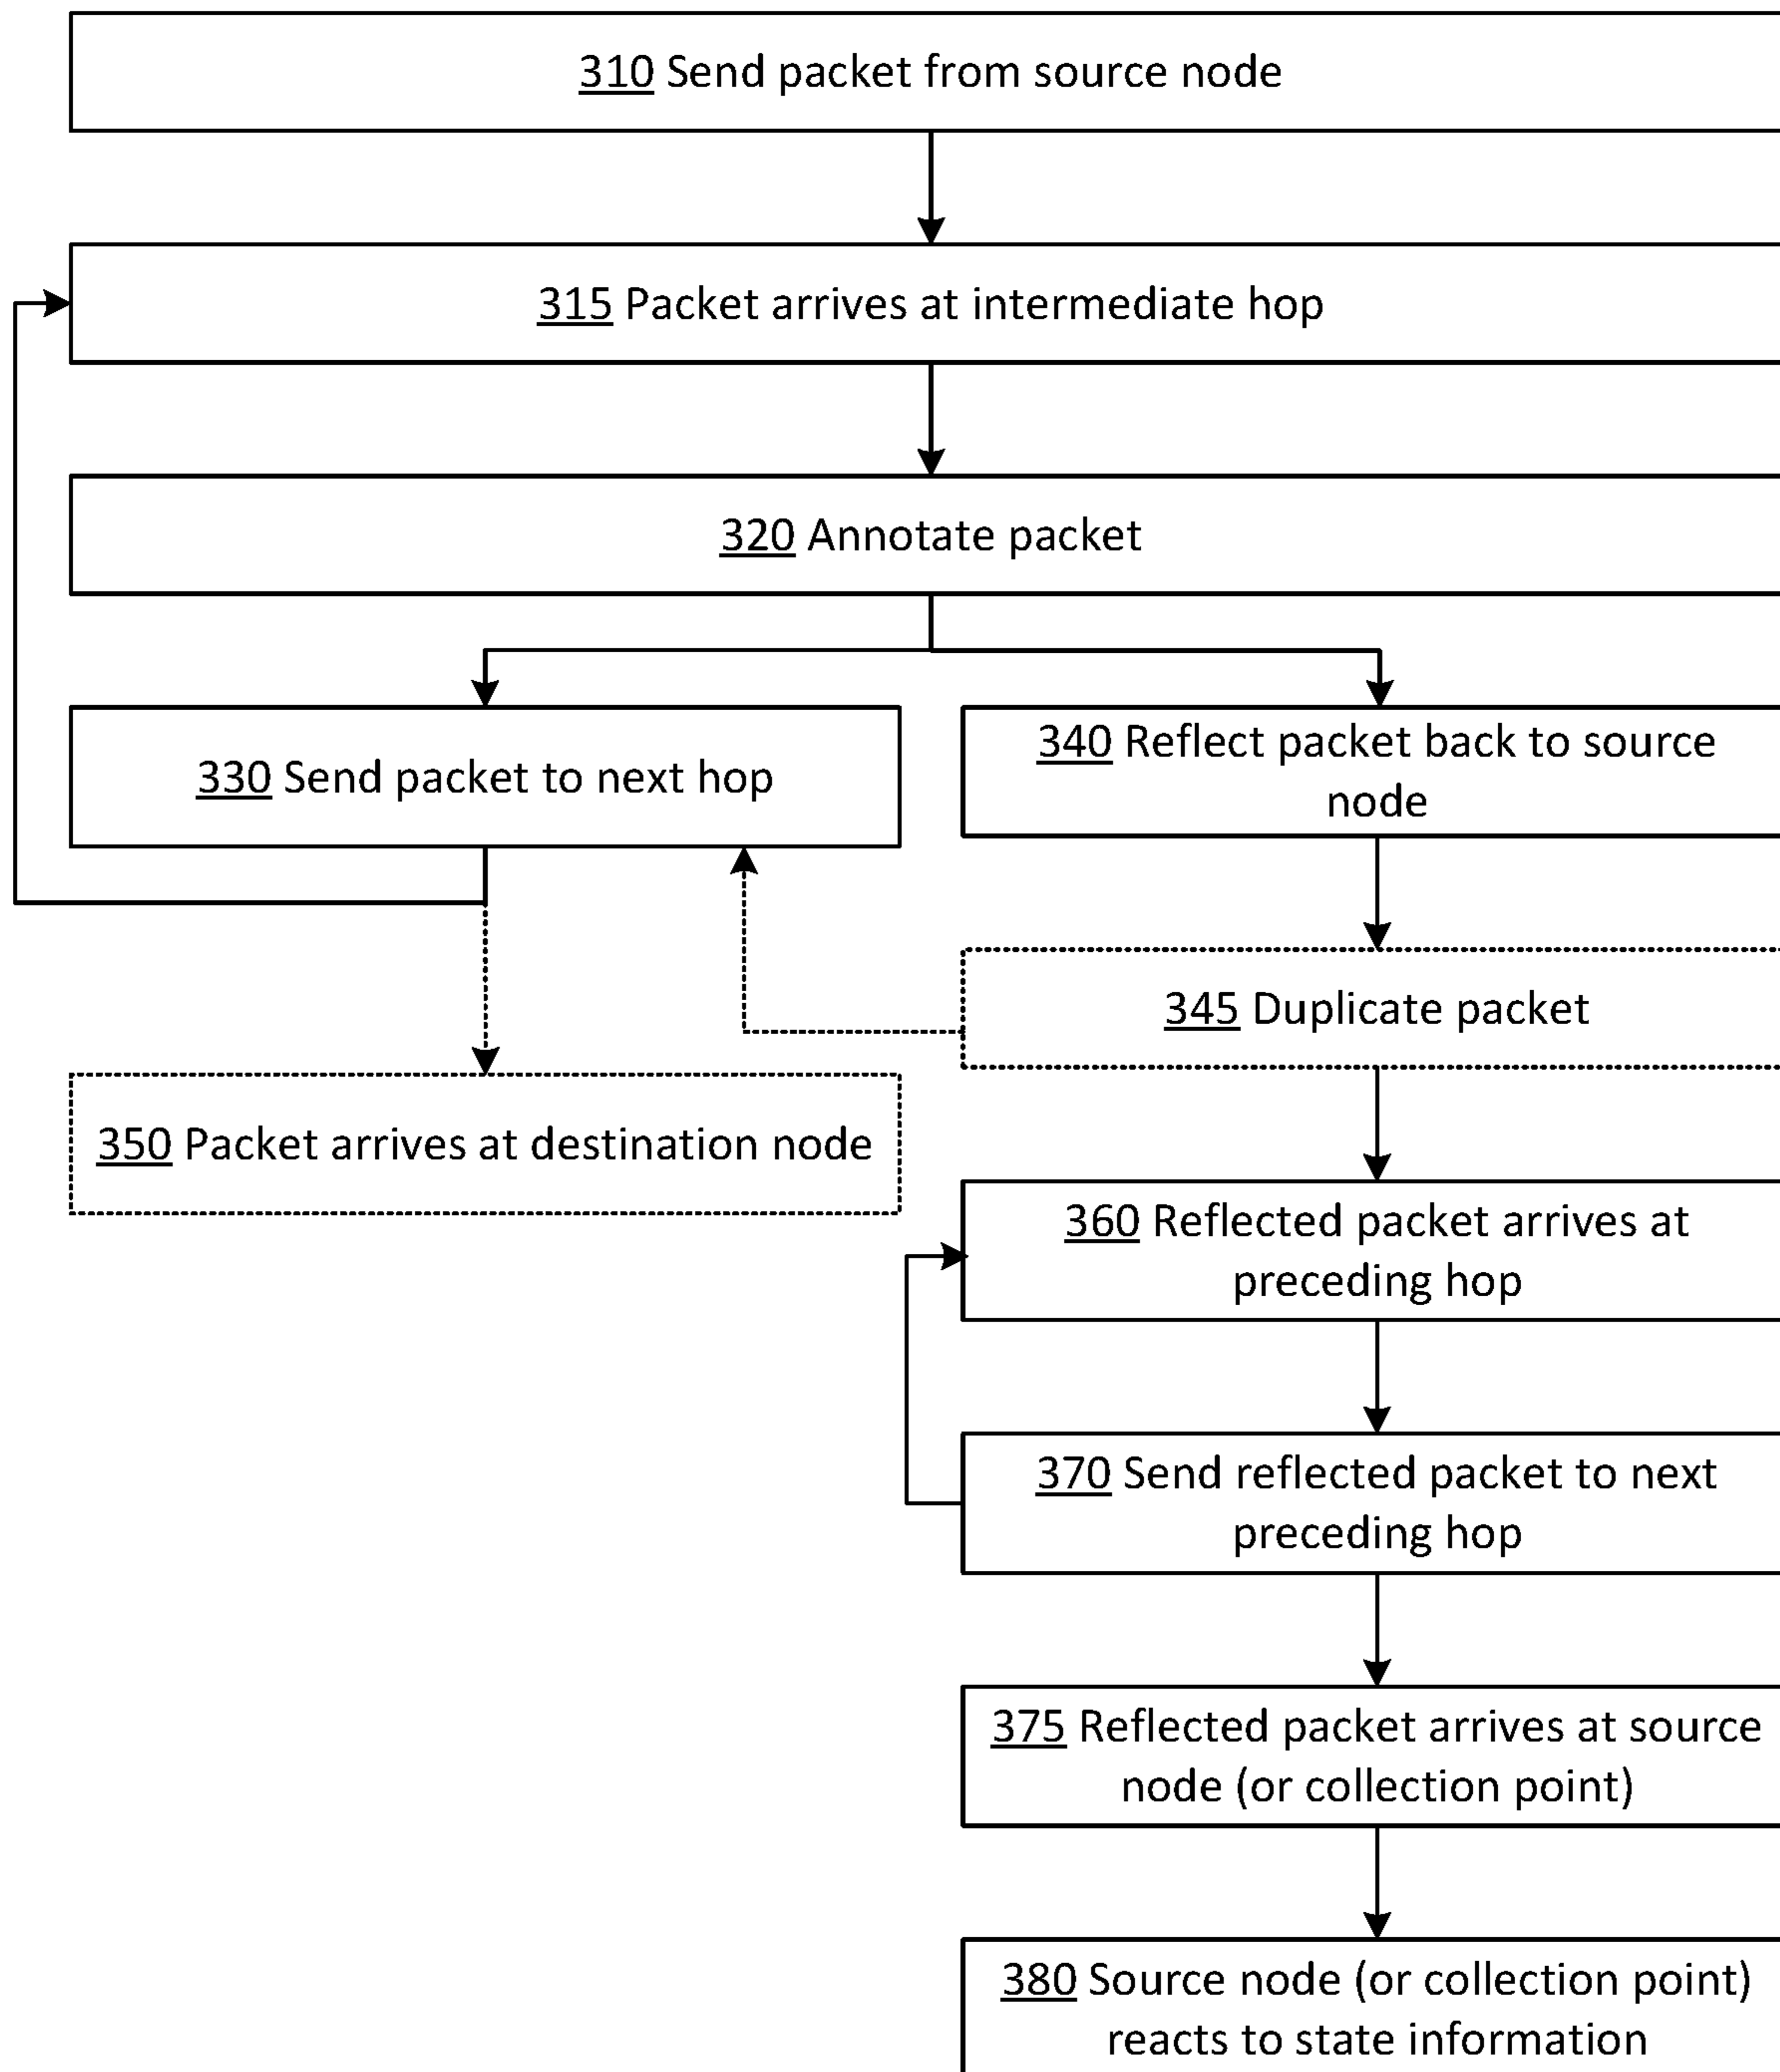 310 Send packet from source node
315 Packet arrives at intermediate hop
320 Annotate packet
330 Send packet to next hop
340 Reflect packet back to source
node
345 Duplicate packet
350 Packet arrives at destination node
360 Reflected packet arrives at
preceding hop
370 Send reflected packet to next
preceding hop
375 Reflected packet arrives at source
node (or collection point)
380 Source node (or collection point)
reacts to state information